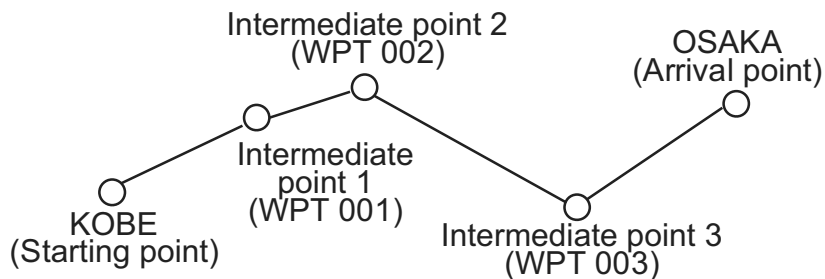 Intermediate point 2
(WPT 002)
OSAKA
(Arrival point)
Intermediate
point 1
(WPT 001)
KOBE
(Starting point)
Intermediate point 3
(WPT 003)